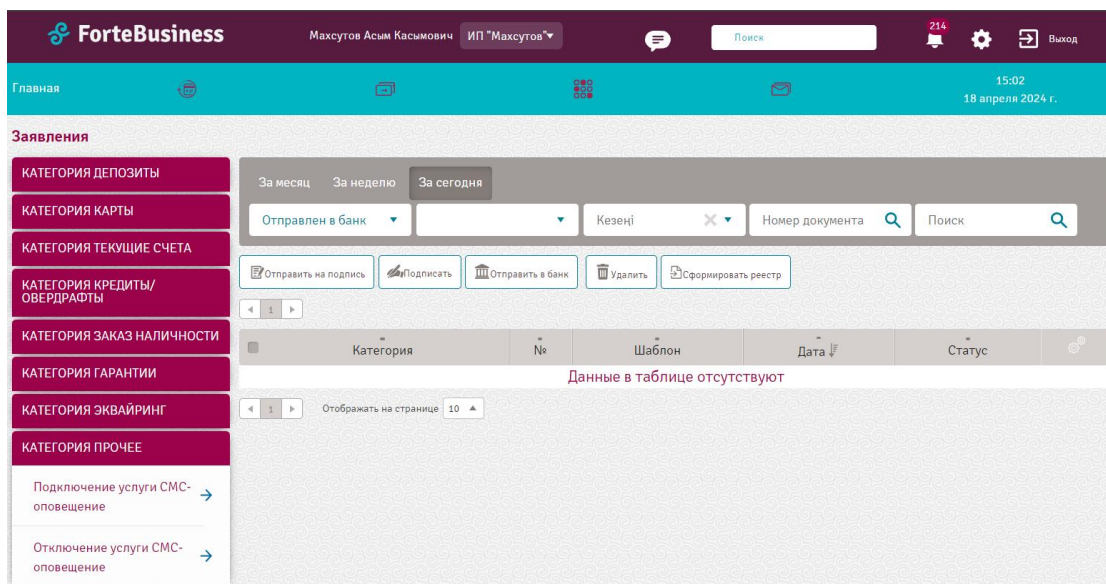 ForteBusiness
Махсутов Асым Касымович
ИП "Махсутов"
Поиск
214
Выход
Главная
15:02
18 апреля 2024 г.
Заявления
КАТЕГОРИЯ ДЕПОЗИТЫ
КАТЕГОРИЯ КАРТЫ
КАТЕГОРИЯ ТЕКУЩИЕ СЧЕТА
КАТЕГОРИЯ КРЕДИТЫ/
ОВЕРДРАФТЫ
КАТЕГОРИЯ ЗАКАЗ НАЛИЧНОСТИ
КАТЕГОРИЯ ГАРАНТИИ
КАТЕГОРИЯ ЭКВАЙРИНГ
КАТЕГОРИЯ ПРОЧЕЕ
Подключение услуги СМС-
оповещение
Отключение услуги СМС-
оповещение
За месяц
За неделю
За сегодня
Отправлен в банк
Кезеңі
Номер документа
Поиск
Отправить на подпись
Подписать
Отправить в банк
Удалить
Сформировать реестр
1
Категория
№
Шаблон
Дата
Статус
Данные в таблице отсутствуют
1
Отображать на странице
10